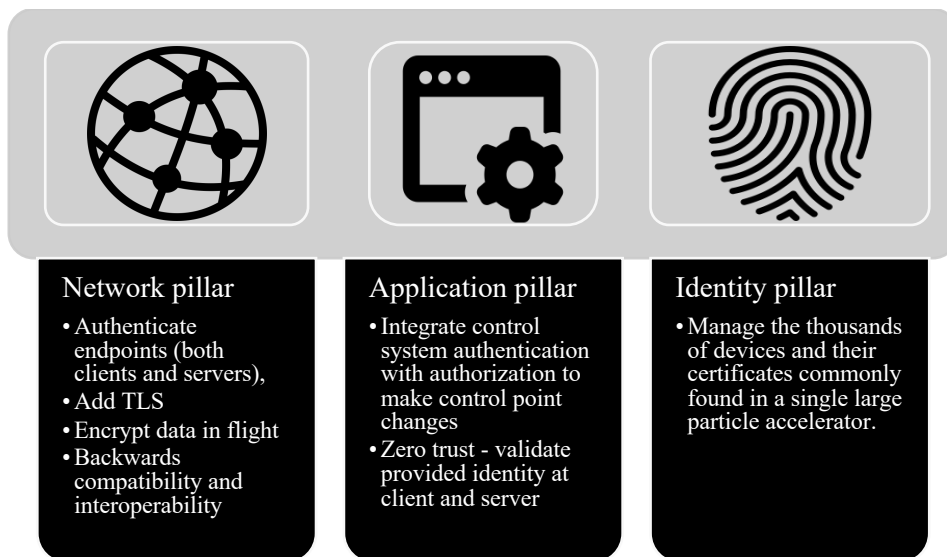 Network pillar
• Authenticate
endpoints (both
clients and servers),
• Add TLS
• Encrypt data in flight
• Backwards
compatibility and
interoperability
Application pillar
• Integrate control
system authentication
with authorization to
make control point
changes
• Zero trust - validate
provided identity at
client and server
Identity pillar
• Manage the thousands
of devices and their
certificates commonly
found in a single large
particle accelerator.